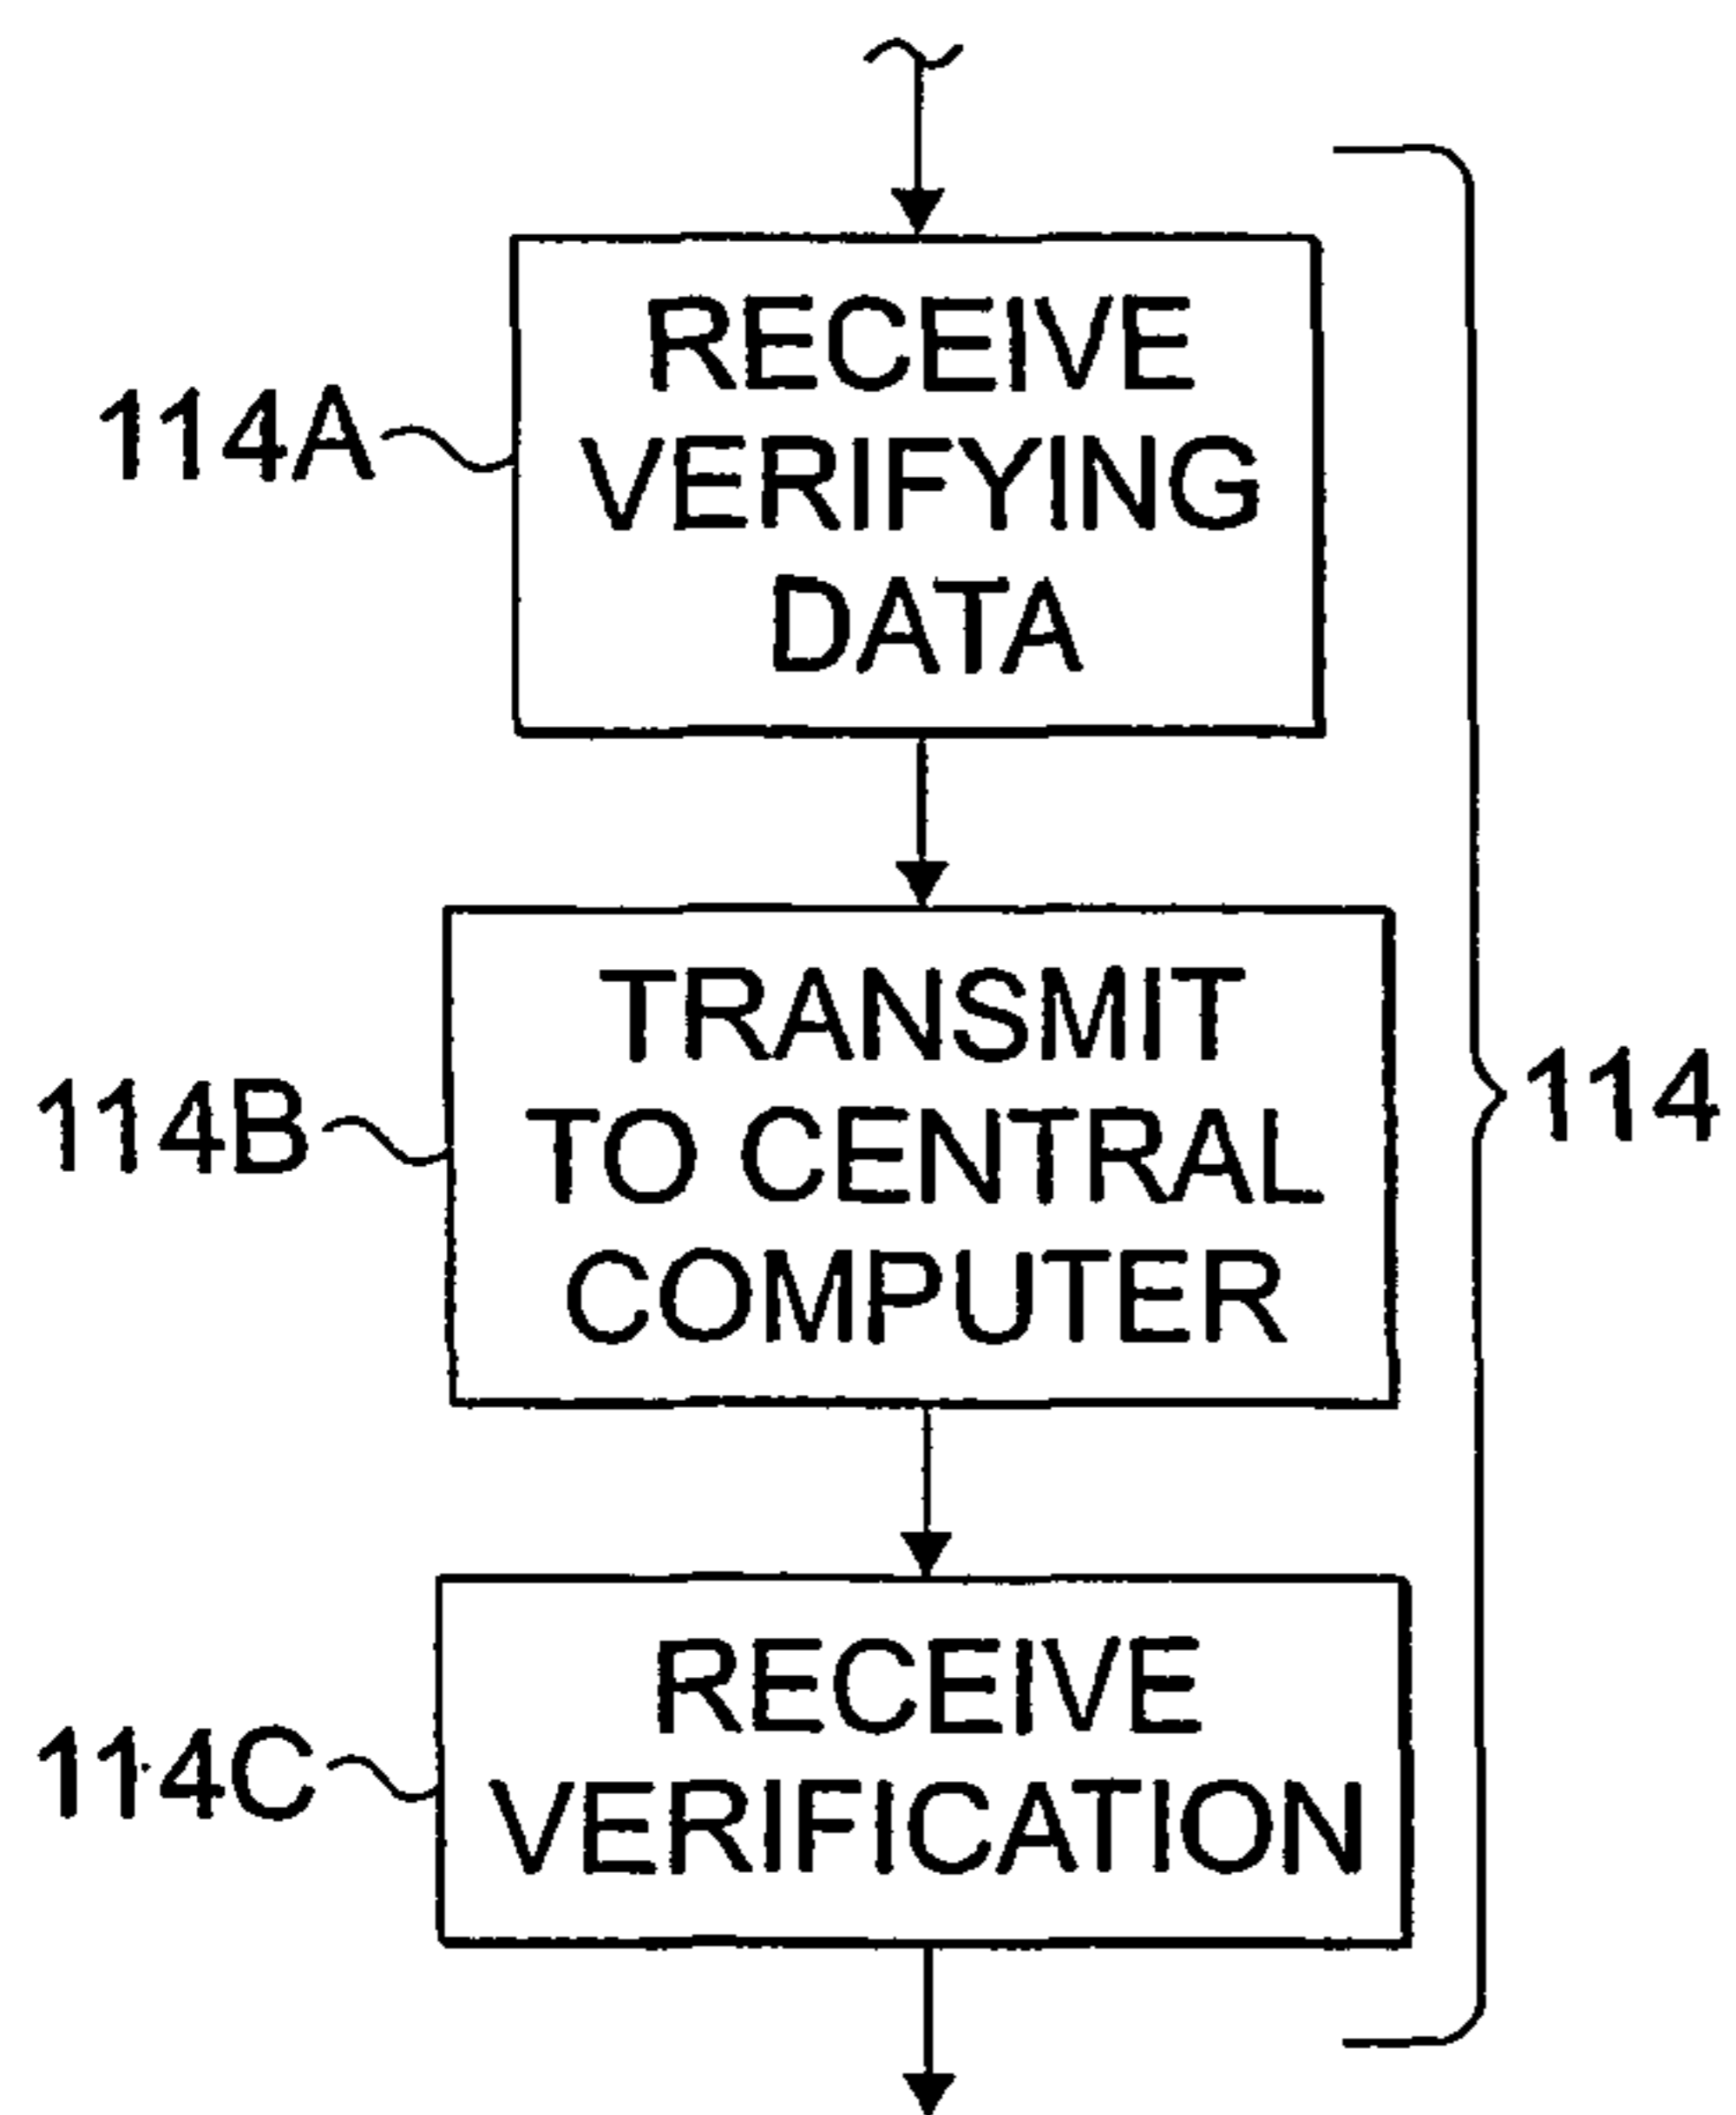 114A
RECEIVE
VERIFYING
DATA
114B
TRANSMIT
TO CENTRAL
COMPUTER
114
114C
RECEIVE
VERIFICATION